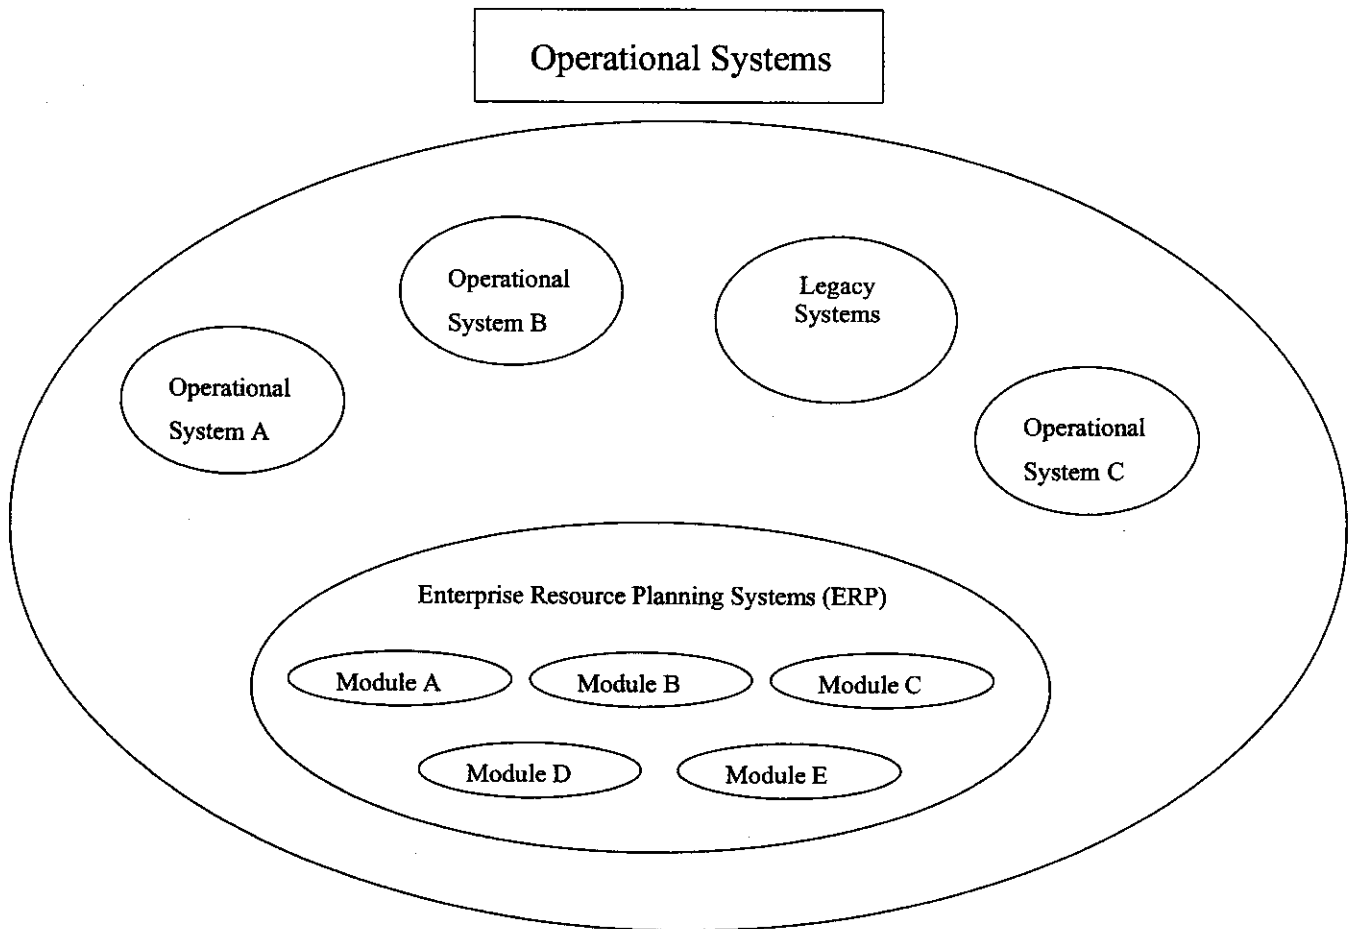 Operational Systems
Operational
System B
Legacy
Systems
Operational
System A
Operational
System C
Enterprise Resource Planning Systems (ERP)
Module A
Module B
Module C
Module D
Module E